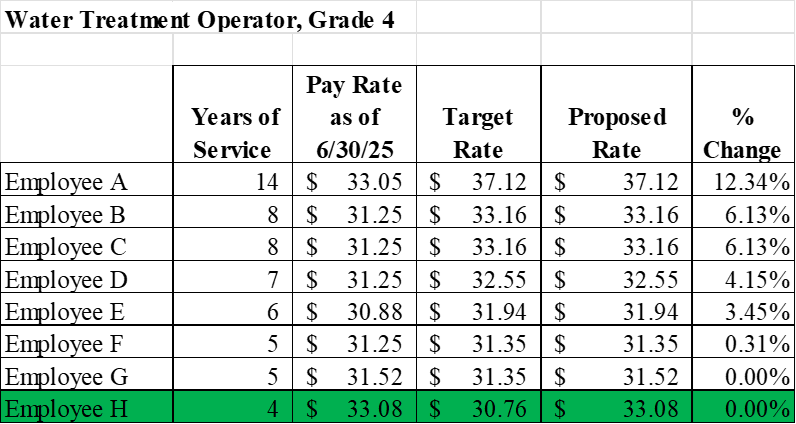 Water Treatment Operator, Grade 4
Years of Service Pay Rate as of 6/30/25 Target Rate Proposed Rate % Change
Employee A 14 $ 33.05 $ 37.12 $ 37.12 12.34%
Employee B 8 $ 31.25 $ 33.16 $ 33.16 6.13%
Employee C 8 $ 31.25 $ 33.16 $ 33.16 6.13%
Employee D 7 $ 31.25 $ 32.55 $ 32.55 4.15%
Employee E 6 $ 30.88 $ 31.94 $ 31.94 3.45%
Employee F 5 $ 31.25 $ 31.35 $ 31.35 0.31%
Employee G 5 $ 31.52 $ 31.35 $ 31.52 0.00%
Employee H 4 $ 33.08 $ 30.76 $ 33.08 0.00%